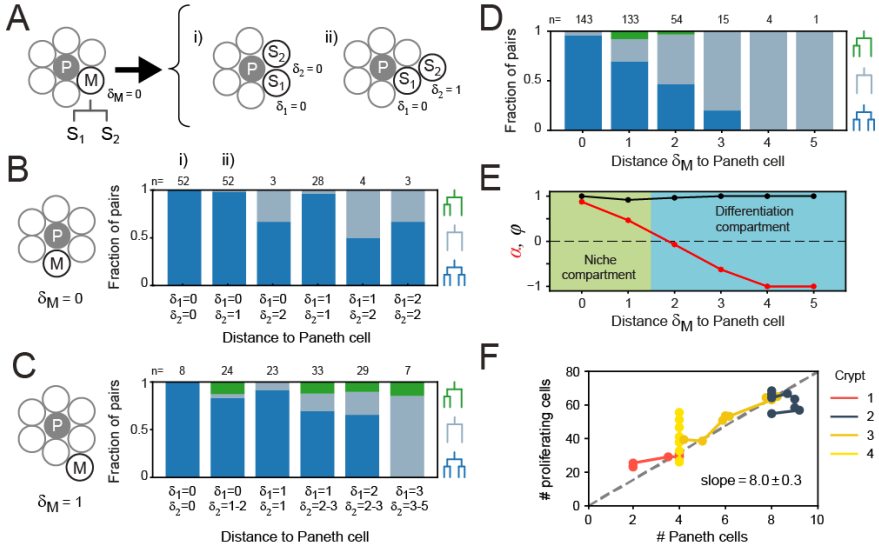 A
P
M
δM=0
S1 S2
i)
S2
δ2=0
S1
δ1=0
ii)
P
S1 S2
δ2=1
δ1=0
B
P
M
δM=0
i) ii)
n= 52 52 3 28 4 3
Fraction of pairs
1
0.5
0
δ1=0 δ1=0 δ1=0 δ1=1 δ1=1 δ1=2
δ2=0 δ2=1 δ2=2 δ2=1 δ2=2 δ2=2
Distance to Paneth cell
C
P
M
δM=1
n= 8 24 23 33 29 7
Fraction of pairs
1
0.5
0
δ1=0 δ1=0 δ1=1 δ1=1 δ1=2 δ1=3
δ2=0 δ2=1-2 δ2=1 δ2=2-3 δ2=2-3 δ2=3-5
Distance to Paneth cell
D
n= 143 133 54 15 4 1
Fraction of pairs
1
0.5
0
0 1 2 3 4 5
Distance δM to Paneth cell
E
α, φ
1
0
−1
Niche
compartment
Differentiation
compartment
0 1 2 3 4 5
Distance δM to Paneth cell
F
# proliferating cells
80
60
40
20
0
slope=8.0±0.3
0 2 4 6 8 10
# Paneth cells
Crypt
1
2
3
4